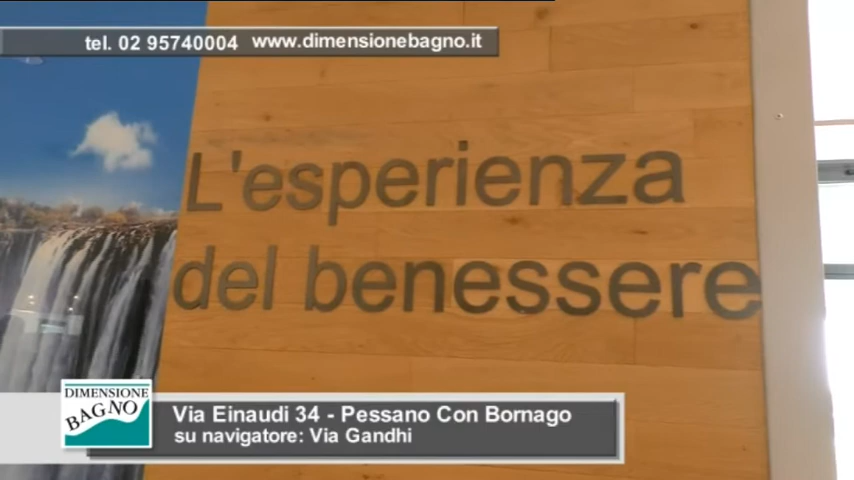 tel. 02 95740004 www.dimensionebagno.it
L'esperienza
del benessere
DIMENSIONE
BAGNO
Via Einaudi 34 - Pessano Con Bornago
su navigatore: Via Gandhi